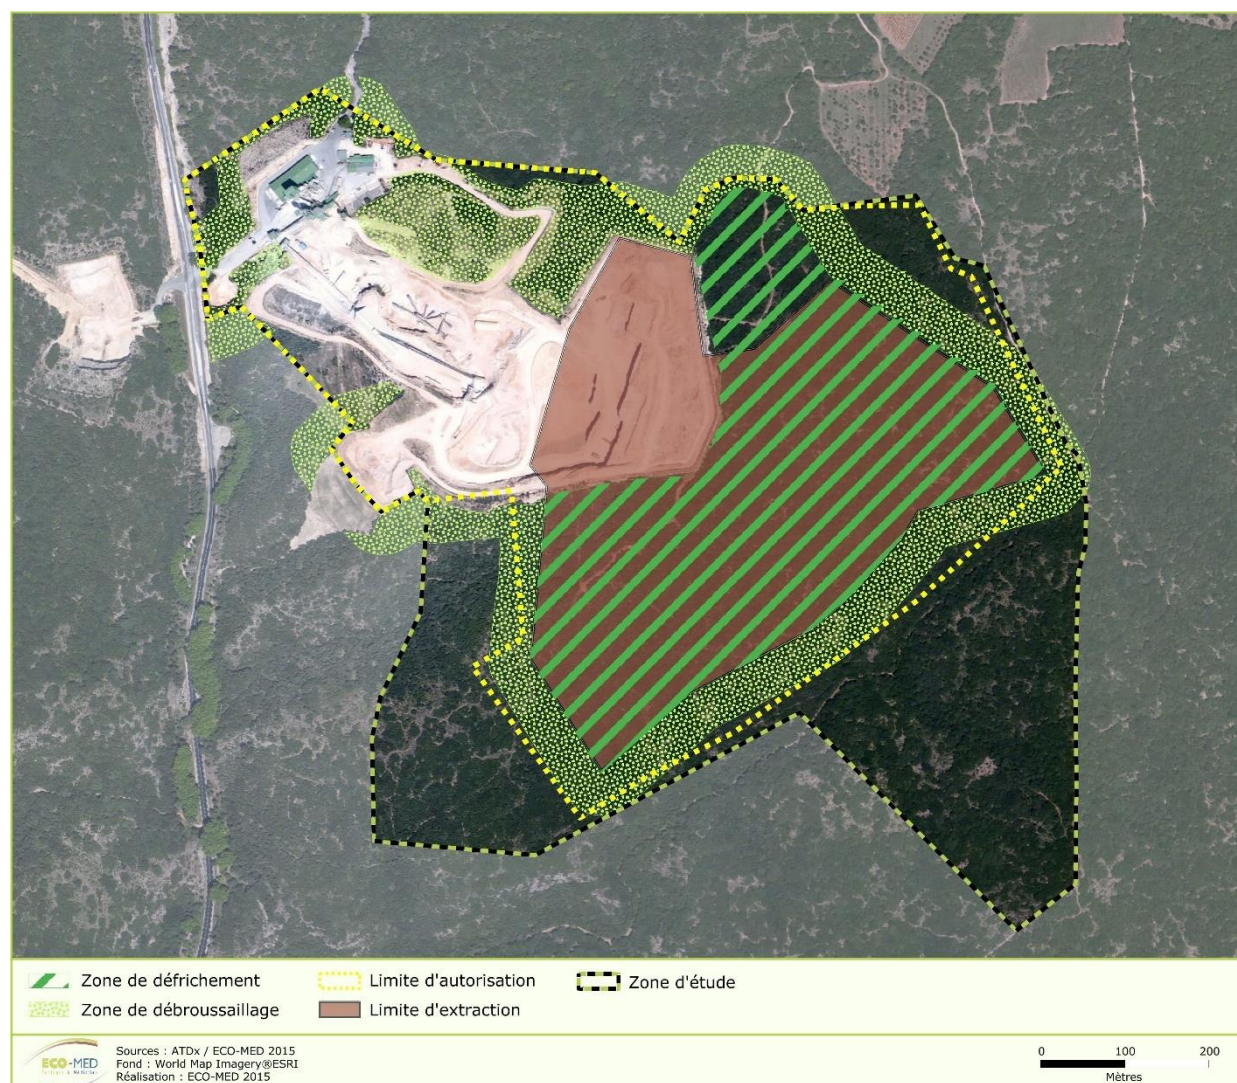 Zone de défrichement
Limite d'autorisation
Zone d'étude
Zone de débroussaillage
Limite d'extraction
ECO-MED
Sources : ATDx / ECO-MED 2015
Fond : World Map Imagery®ESRI
Réalisation : ECO-MED 2015
0 100 200
Mètres